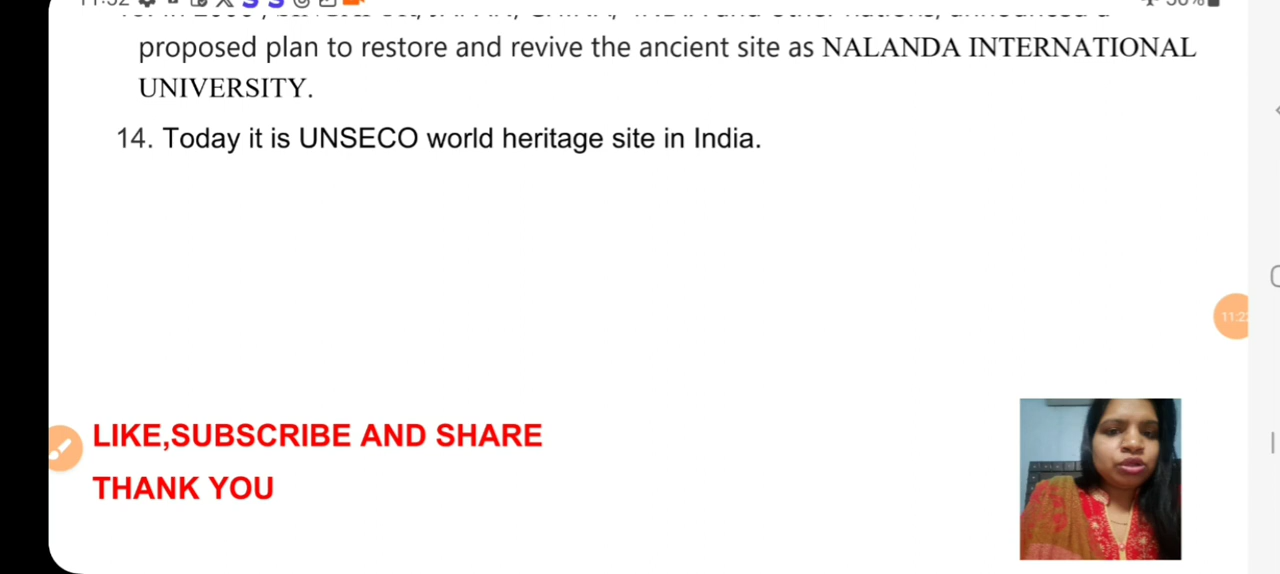 proposed plan to restore and revive the ancient site as NALANDA INTERNATIONAL
UNIVERSITY.
14. Today it is UNSECO world heritage site in India.
LIKE,SUBSCRIBE AND SHARE
THANK YOU